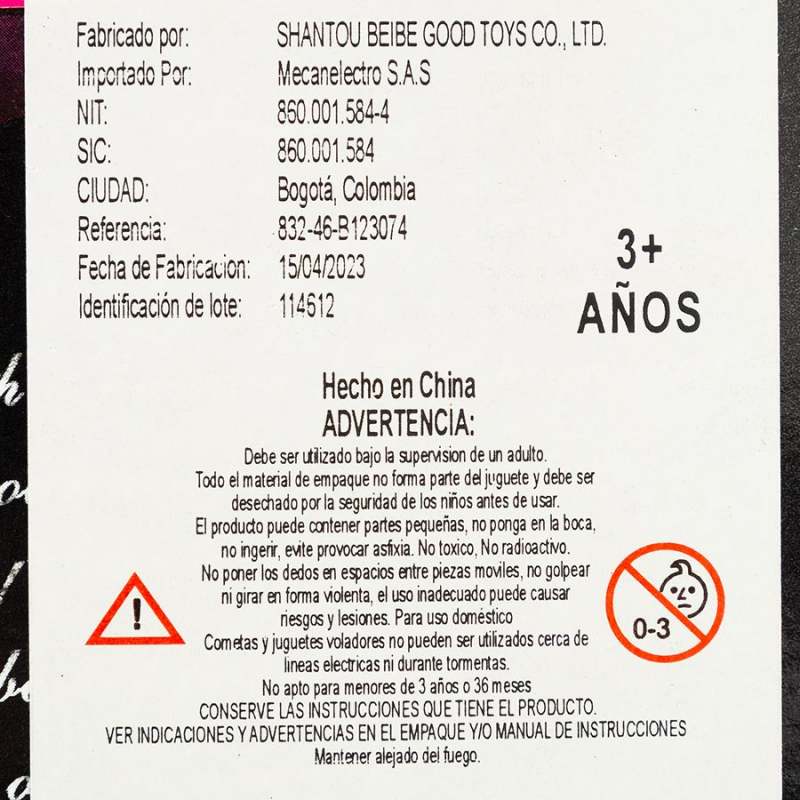 Fabricado por: SHANTOU BEIBE GOOD TOYS CO., LTD.
Importado Por: Mecanelectro S.A.S
NIT: 860.001.584-4
SIC: 860.001.584
CIUDAD: Bogotá, Colombia
Referencia: 832-46-B123074
Fecha de Fabricacion: 15/04/2023
Identificación de lote: 114612
3+
AÑOS
Hecho en China
ADVERTENCIA:
Debe ser utilizado bajo la supervision de un adulto.
Todo el material de empaque no forma parte del juguete y debe ser
desechado por la seguridad de los niños antes de usar.
El producto puede contener partes pequeñas, no ponga en la boca,
no ingerir, evite provocar asfixia. No toxico, No radioactivo.
No poner los dedos en espacios entre piezas moviles, no golpear
ni girar en forma violenta, el uso inadecuado puede causar
riesgos y lesiones. Para uso doméstico
Cometas y juguetes voladores no pueden ser utilizados cerca de
lineas electricas ni durante tormentas.
No apto para menores de 3 años o 36 meses
CONSERVE LAS INSTRUCCIONES QUE TIENE EL PRODUCTO.
VER INDICACIONES Y ADVERTENCIAS EN EL EMPAQUE Y/O MANUAL DE INSTRUCCIONES
Mantener alejado del fuego.
!
0-3